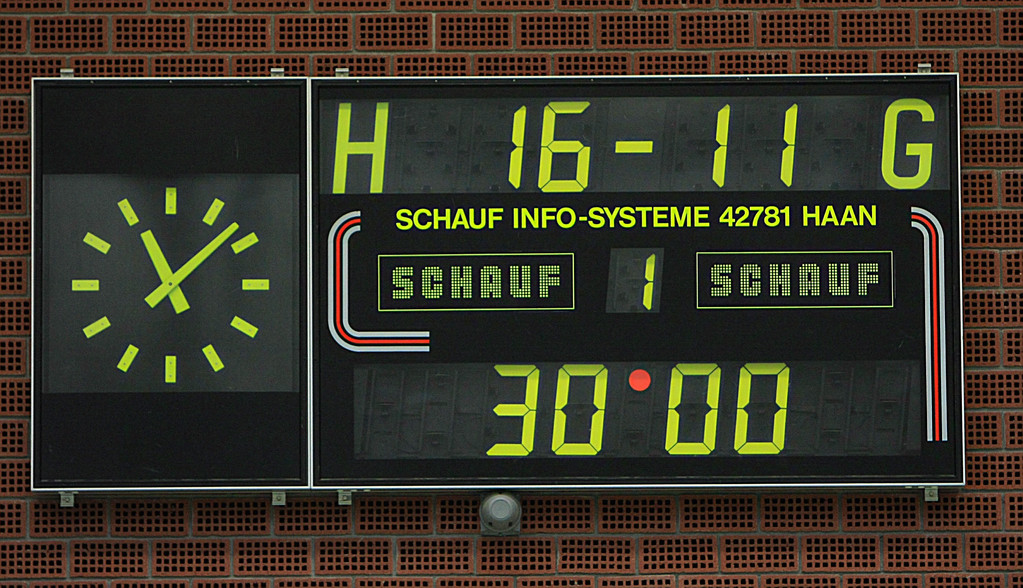 H 16-11 G
SCHAUF INFO-SYSTEME 42781 HAAN
SCHAUF 1 SCHAUF
30:00